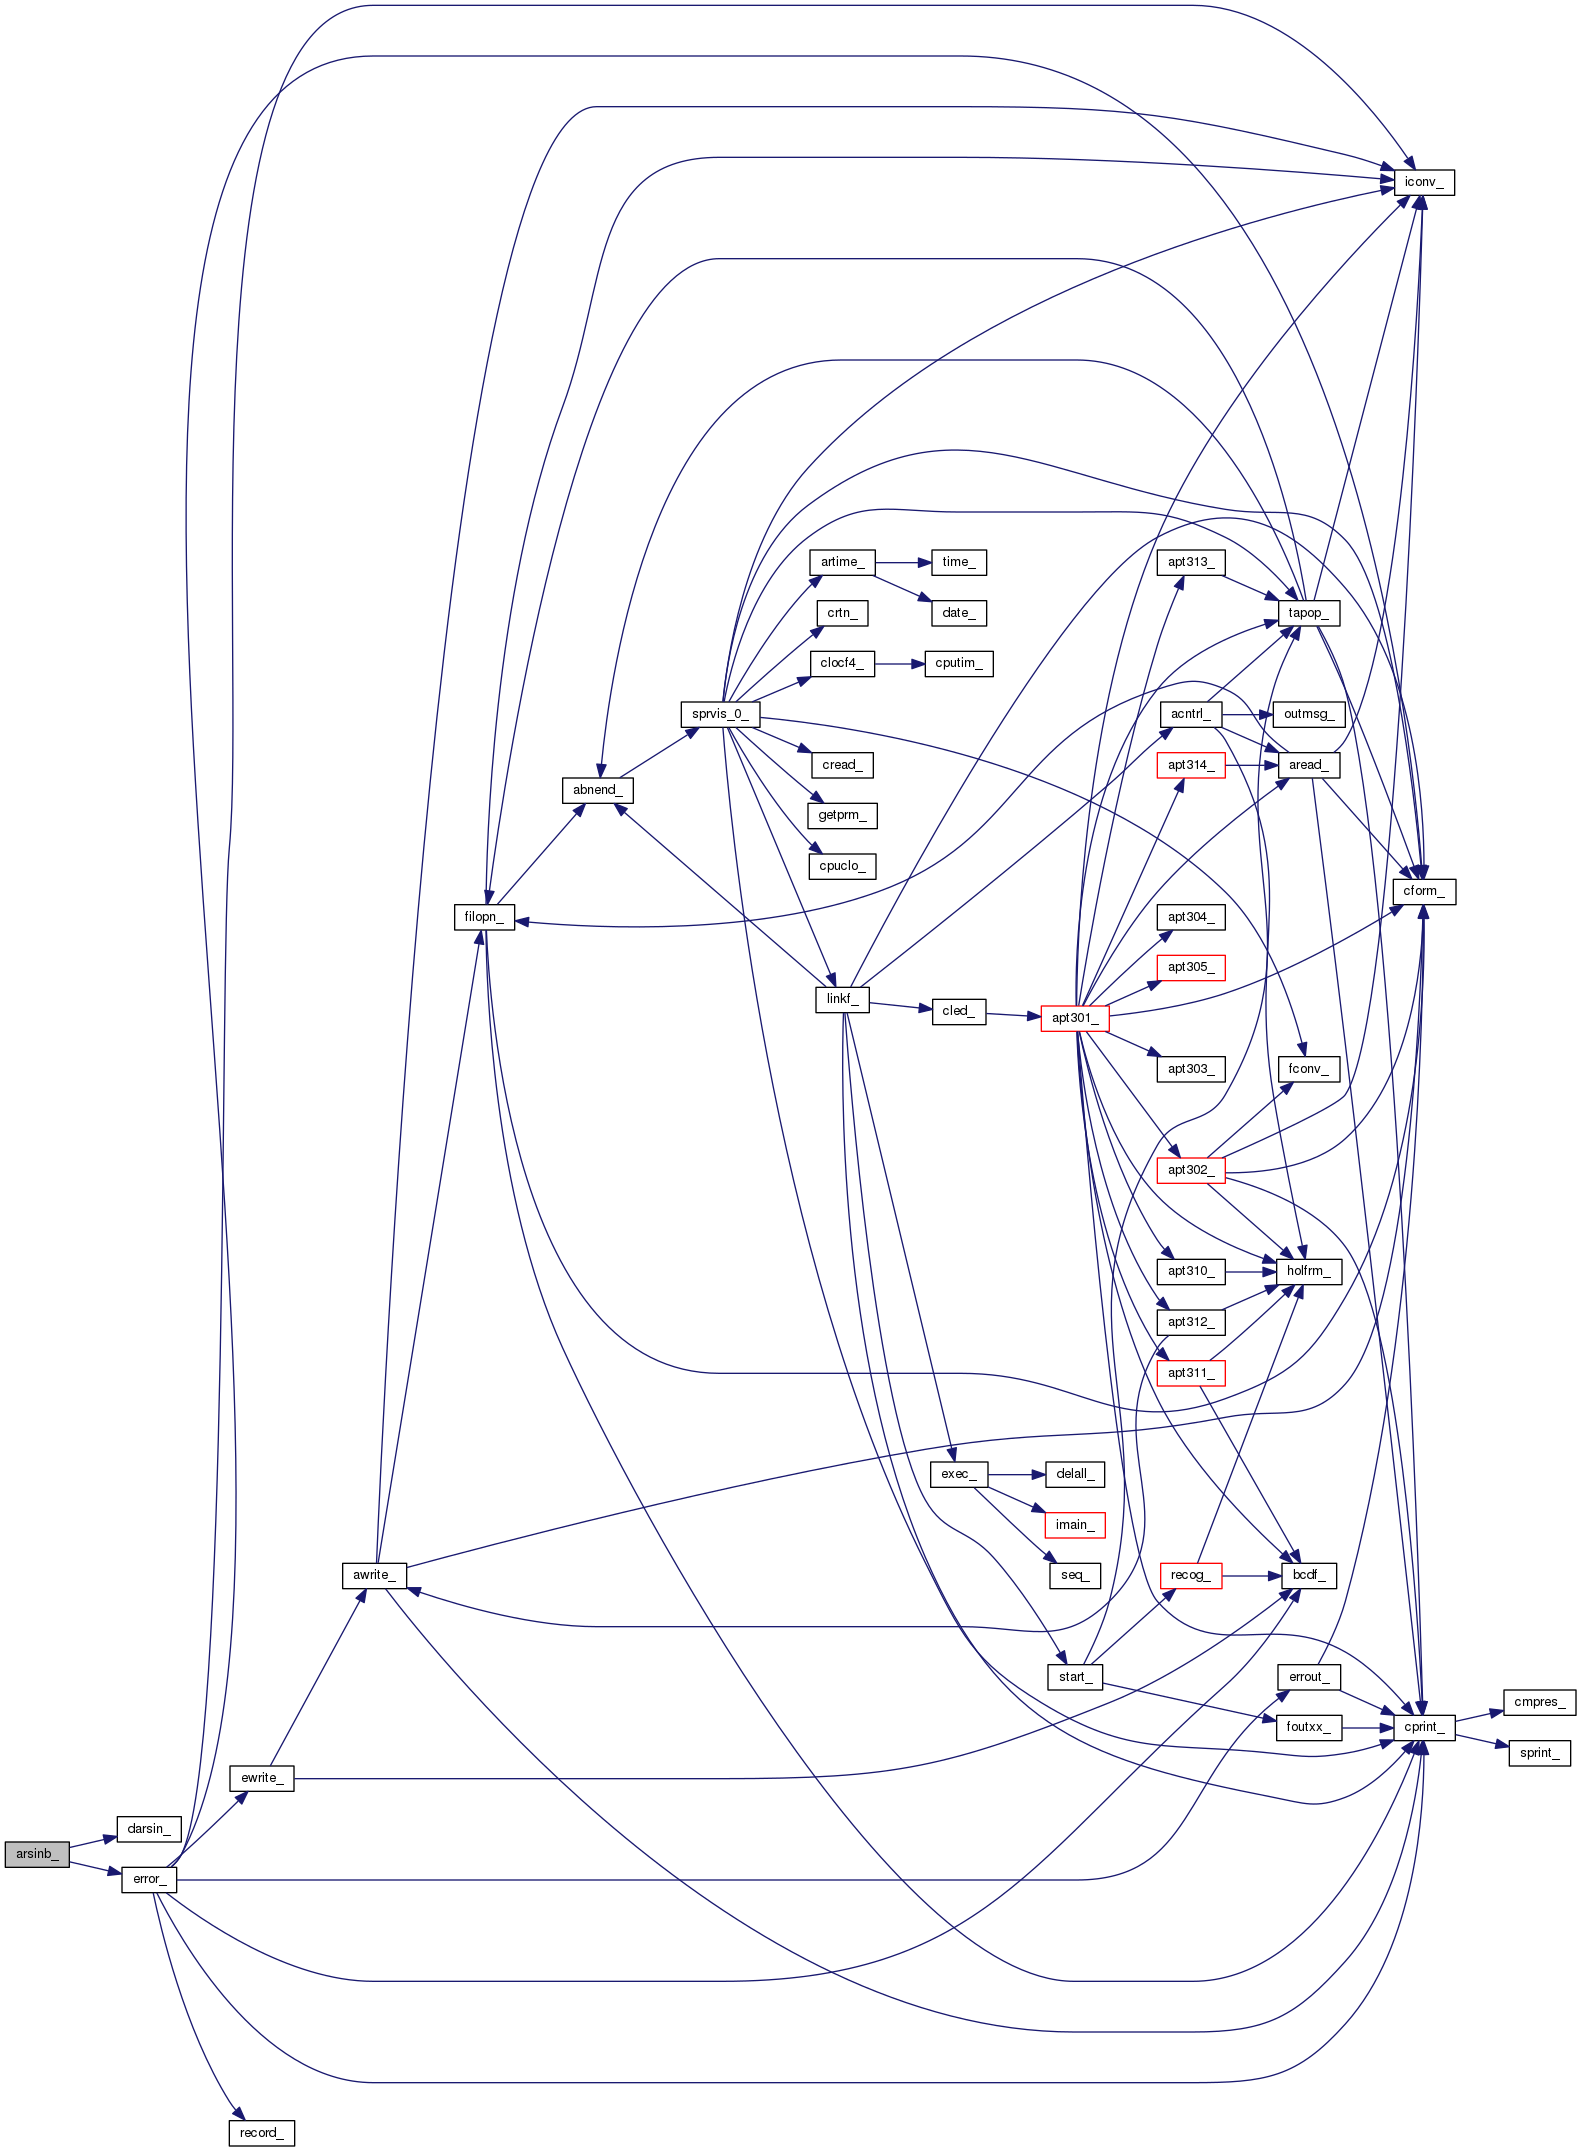 iconv_
artime_
time_
apt313_
crtn_
date_
tapop_
clocf4_
cputim_
sprvis_0_
acntrl_
outmsg_
cread_
apt314_
aread_
abnend_
getprm_
cpuclo_
cform_
filopn_
apt304_
apt305_
linkf_
cled_
apt301_
apt303_
fconv_
apt302_
apt310_
holfrm_
apt312_
apt311_
exec_
delall_
imain_
awrite_
seq_
recog_
bcdf_
start_
errout_
cmpres_
foutxx_
cprint_
sprint_
ewrite_
darsin_
arsinb_
error_
record_